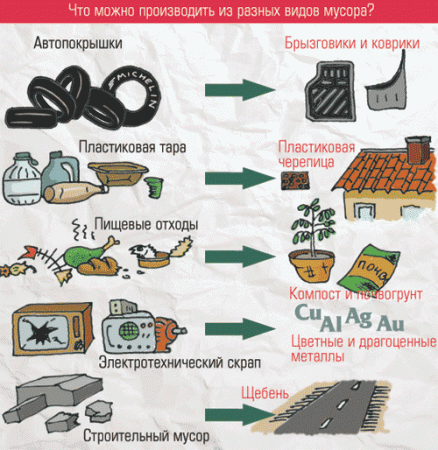 Что можно производить из разных видов мусора?
Автопокрышки
Брызговики и коврики
MICHELIN
Пластиковая тара
Пластиковая
черепица
Пищевые отходы
ПОЧВ
Компост и почвогрунт
Cu Al Ag Au
Электротехнический скрап
Цветные и драгоценные
металлы
Щебень
Строительный мусор